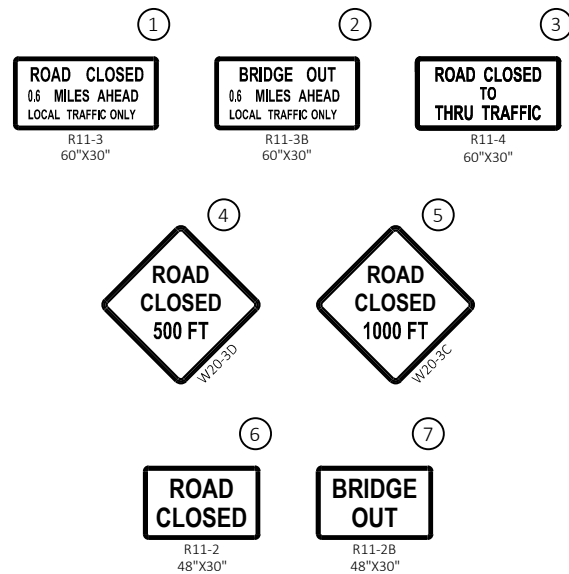 1
ROAD CLOSED
0.6 MILES AHEAD
LOCAL TRAFFIC ONLY
R11-3
60"X30"
2
BRIDGE OUT
0.6 MILES AHEAD
LOCAL TRAFFIC ONLY
R11-3B
60"X30"
3
ROAD CLOSED
TO
THRU TRAFFIC
R11-4
60"X30"
4
ROAD
CLOSED
500 FT
W20-3D
5
ROAD
CLOSED
1000 FT
W20-3C
6
ROAD
CLOSED
R11-2
48"X30"
7
BRIDGE
OUT
R11-2B
48"X30"